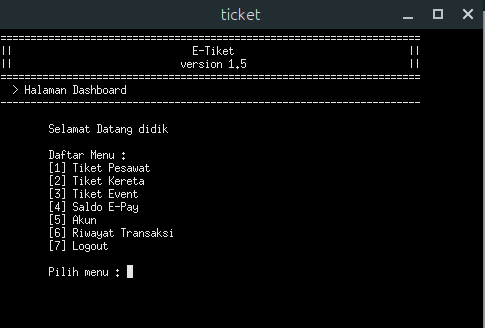 ticket
======================================================================
|| E-Tiket ||
|| version 1.5 ||
======================================================================
> Halaman Dashboard
----------------------------------------------------------------------
Selamat Datang didik
Daftar Menu :
[1] Tiket Pesawat
[2] Tiket Kereta
[3] Tiket Event
[4] Saldo E-Pay
[5] Akun
[6] Riwayat Transaksi
[7] Logout
Pilih menu :